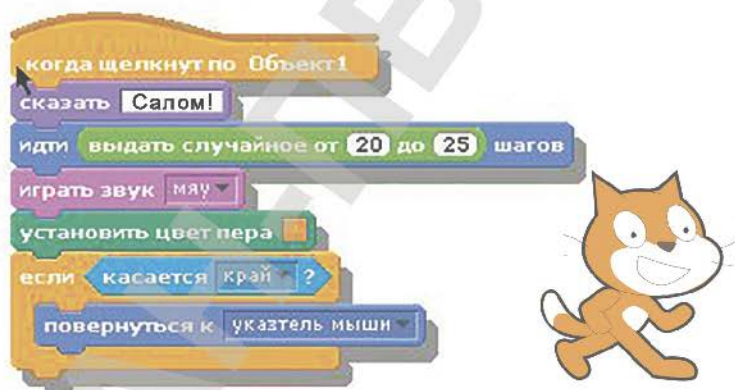 когда щелкнут по Объект1
сказать Салом!
идти выдать случайное от 20 до 25 шагов
играть звук мяу
установить цвет пера
если касается край ?
повернуться к указтель мыши